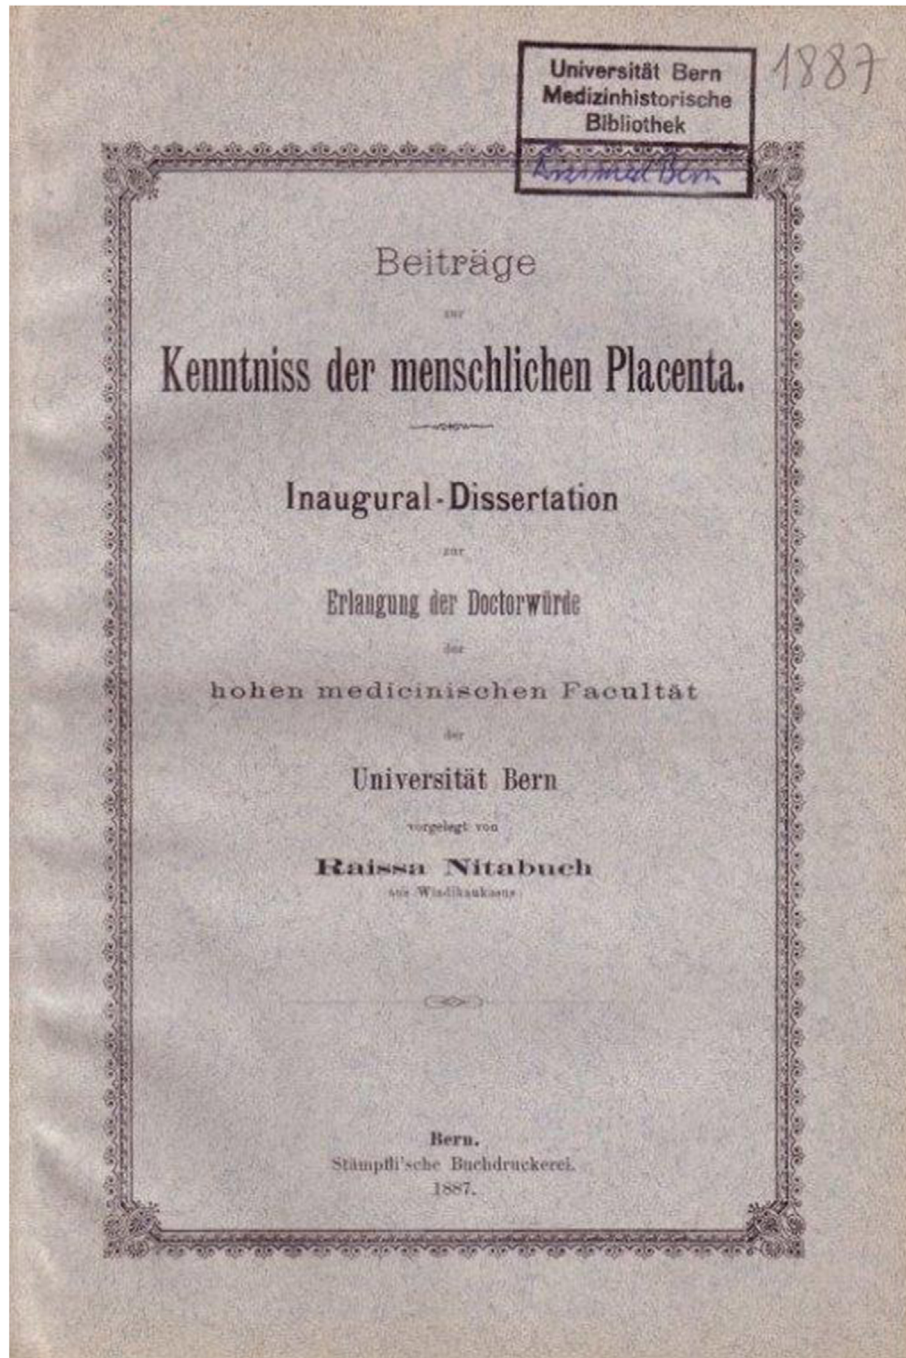 1887
Universität Bern
Medizinhistorische
Bibliothek
Bern
Beiträge
zur
Kenntniss der menschlichen Placenta.
Inaugural-Dissertation
zur
Erlangung der Doctorwürde
der
hohen medicinischen Facultät
der
Universität Bern
vorgelegt von
Raissa Nitabuch
aus Wladikaukasus
Bern.
Stämpfli'sche Buchdruckerei.
1887.